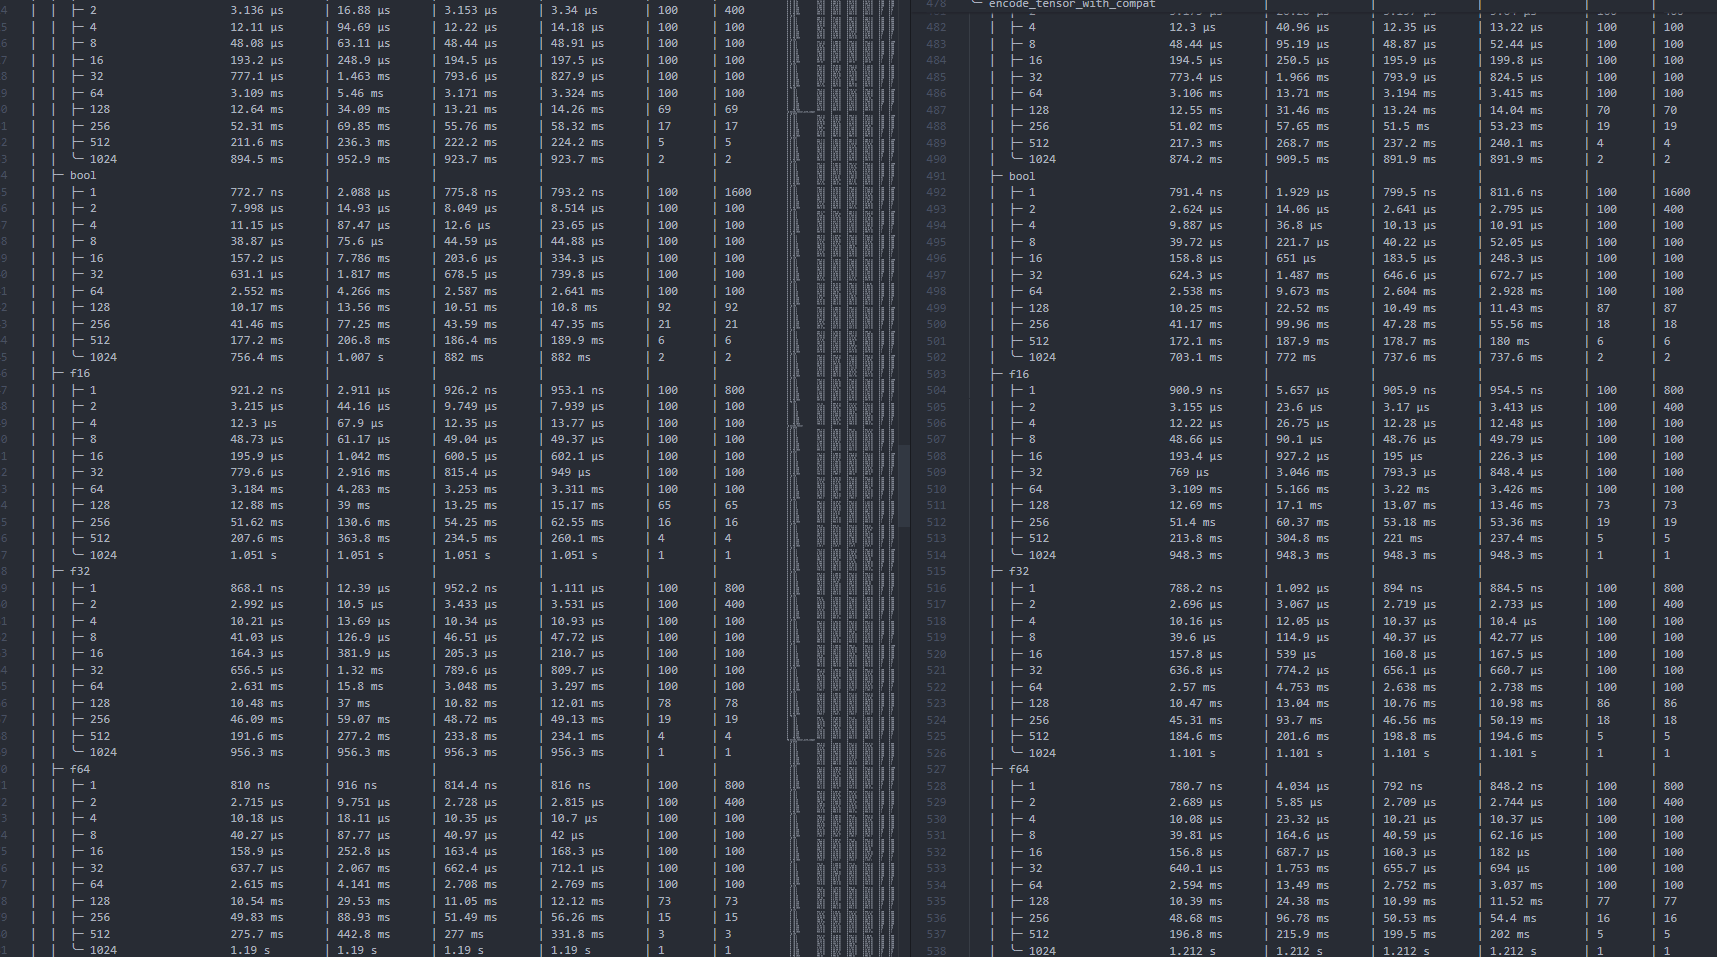 ├─ 2 3.136 µs │ 16.88 µs │ 3.153 µs │ 3.34 µs │ 100 │ 400
├─ 4 12.11 µs │ 94.69 µs │ 12.22 µs │ 14.18 µs │ 100 │ 100
├─ 8 48.08 µs │ 63.11 µs │ 48.44 µs │ 48.91 µs │ 100 │ 100
├─ 16 193.2 µs │ 248.9 µs │ 194.5 µs │ 197.5 µs │ 100 │ 100
├─ 32 777.1 µs │ 1.463 ms │ 793.6 µs │ 827.9 µs │ 100 │ 100
├─ 64 3.109 ms │ 5.46 ms │ 3.171 ms │ 3.324 ms │ 100 │ 100
├─ 128 12.64 ms │ 34.09 ms │ 13.21 ms │ 14.26 ms │ 69 │ 69
├─ 256 52.31 ms │ 69.85 ms │ 55.76 ms │ 58.32 ms │ 17 │ 17
├─ 512 211.6 ms │ 236.3 ms │ 222.2 ms │ 224.2 ms │ 5 │ 5
╰─ 1024 894.5 ms │ 952.9 ms │ 923.7 ms │ 923.7 ms │ 2 │ 2
├─ bool
├─ 1 772.7 ns │ 2.088 µs │ 775.8 ns │ 793.2 ns │ 100 │ 1600
├─ 2 7.998 µs │ 14.93 µs │ 8.049 µs │ 8.514 µs │ 100 │ 100
├─ 4 11.15 µs │ 87.47 µs │ 12.6 µs │ 23.65 µs │ 100 │ 100
├─ 8 38.87 µs │ 75.6 µs │ 44.59 µs │ 44.88 µs │ 100 │ 100
├─ 16 157.2 µs │ 7.786 ms │ 203.6 µs │ 334.3 µs │ 100 │ 100
├─ 32 631.1 µs │ 1.817 ms │ 678.5 µs │ 739.8 µs │ 100 │ 100
├─ 64 2.552 ms │ 4.266 ms │ 2.587 ms │ 2.641 ms │ 100 │ 100
├─ 128 10.17 ms │ 13.56 ms │ 10.51 ms │ 10.8 ms │ 92 │ 92
├─ 256 41.46 ms │ 77.25 ms │ 43.59 ms │ 47.35 ms │ 21 │ 21
├─ 512 177.2 ms │ 206.8 ms │ 186.4 ms │ 189.9 ms │ 6 │ 6
╰─ 1024 756.4 ms │ 1.007 s │ 882 ms │ 882 ms │ 2 │ 2
├─ f16
├─ 1 921.2 ns │ 2.911 µs │ 926.2 ns │ 953.1 ns │ 100 │ 800
├─ 2 3.215 µs │ 44.16 µs │ 9.749 µs │ 7.939 µs │ 100 │ 100
├─ 4 12.3 µs │ 67.9 µs │ 12.35 µs │ 13.77 µs │ 100 │ 100
├─ 8 48.73 µs │ 61.17 µs │ 49.04 µs │ 49.37 µs │ 100 │ 100
├─ 16 195.9 µs │ 1.042 ms │ 600.5 µs │ 602.1 µs │ 100 │ 100
├─ 32 779.6 µs │ 2.916 ms │ 815.4 µs │ 949 µs │ 100 │ 100
├─ 64 3.184 ms │ 4.283 ms │ 3.253 ms │ 3.311 ms │ 100 │ 100
├─ 128 12.88 ms │ 39 ms │ 13.25 ms │ 15.17 ms │ 65 │ 65
├─ 256 51.62 ms │ 130.6 ms │ 54.25 ms │ 62.55 ms │ 16 │ 16
├─ 512 207.6 ms │ 363.8 ms │ 234.5 ms │ 260.1 ms │ 4 │ 4
╰─ 1024 1.051 s │ 1.051 s │ 1.051 s │ 1.051 s │ 1 │ 1
├─ f32
├─ 1 868.1 ns │ 12.39 µs │ 952.2 ns │ 1.111 µs │ 100 │ 800
├─ 2 2.992 µs │ 10.5 µs │ 3.433 µs │ 3.531 µs │ 100 │ 400
├─ 4 10.21 µs │ 13.69 µs │ 10.34 µs │ 10.93 µs │ 100 │ 100
├─ 8 41.03 µs │ 126.9 µs │ 46.51 µs │ 47.72 µs │ 100 │ 100
├─ 16 164.3 µs │ 381.9 µs │ 205.3 µs │ 210.7 µs │ 100 │ 100
├─ 32 656.5 µs │ 1.32 ms │ 789.6 µs │ 809.7 µs │ 100 │ 100
├─ 64 2.631 ms │ 15.8 ms │ 3.048 ms │ 3.297 ms │ 100 │ 100
├─ 128 10.48 ms │ 37 ms │ 10.82 ms │ 12.01 ms │ 78 │ 78
├─ 256 46.09 ms │ 59.07 ms │ 48.72 ms │ 49.13 ms │ 19 │ 19
├─ 512 191.6 ms │ 277.2 ms │ 233.8 ms │ 234.1 ms │ 4 │ 4
╰─ 1024 956.3 ms │ 956.3 ms │ 956.3 ms │ 956.3 ms │ 1 │ 1
├─ f64
├─ 1 810 ns │ 916 ns │ 814.4 ns │ 816 ns │ 100 │ 800
├─ 2 2.715 µs │ 9.751 µs │ 2.728 µs │ 2.815 µs │ 100 │ 400
├─ 4 10.18 µs │ 18.11 µs │ 10.35 µs │ 10.7 µs │ 100 │ 100
├─ 8 40.27 µs │ 87.77 µs │ 40.97 µs │ 42 µs │ 100 │ 100
├─ 16 158.9 µs │ 252.8 µs │ 163.4 µs │ 168.3 µs │ 100 │ 100
├─ 32 637.7 µs │ 2.067 ms │ 662.4 µs │ 712.1 µs │ 100 │ 100
├─ 64 2.615 ms │ 4.141 ms │ 2.708 ms │ 2.769 ms │ 100 │ 100
├─ 128 10.54 ms │ 29.53 ms │ 11.05 ms │ 12.12 ms │ 73 │ 73
├─ 256 49.83 ms │ 88.93 ms │ 51.49 ms │ 56.26 ms │ 15 │ 15
├─ 512 275.7 ms │ 442.8 ms │ 277 ms │ 331.8 ms │ 3 │ 3
╰─ 1024 1.19 s │ 1.19 s │ 1.19 s │ 1.19 s │ 1 │ 1
478 ╰─ encode_tensor_with_compat
482 ├─ 4 12.3 µs │ 40.96 µs │ 12.35 µs │ 13.22 µs │ 100 │ 100
483 ├─ 8 48.44 µs │ 95.19 µs │ 48.87 µs │ 52.44 µs │ 100 │ 100
484 ├─ 16 194.5 µs │ 250.5 µs │ 195.9 µs │ 199.8 µs │ 100 │ 100
485 ├─ 32 773.4 µs │ 1.966 ms │ 793.9 µs │ 824.5 µs │ 100 │ 100
486 ├─ 64 3.106 ms │ 13.71 ms │ 3.194 ms │ 3.415 ms │ 100 │ 100
487 ├─ 128 12.55 ms │ 31.46 ms │ 13.24 ms │ 14.04 ms │ 70 │ 70
488 ├─ 256 51.02 ms │ 57.65 ms │ 51.5 ms │ 53.23 ms │ 19 │ 19
489 ├─ 512 217.3 ms │ 268.7 ms │ 237.2 ms │ 240.1 ms │ 4 │ 4
490 ╰─ 1024 874.2 ms │ 909.5 ms │ 891.9 ms │ 891.9 ms │ 2 │ 2
491 ├─ bool
492 ├─ 1 791.4 ns │ 1.929 µs │ 799.5 ns │ 811.6 ns │ 100 │ 1600
493 ├─ 2 2.624 µs │ 14.06 µs │ 2.641 µs │ 2.795 µs │ 100 │ 400
494 ├─ 4 9.887 µs │ 36.8 µs │ 10.13 µs │ 10.91 µs │ 100 │ 100
495 ├─ 8 39.72 µs │ 221.7 µs │ 40.22 µs │ 52.05 µs │ 100 │ 100
496 ├─ 16 158.8 µs │ 651 µs │ 183.5 µs │ 248.3 µs │ 100 │ 100
497 ├─ 32 624.3 µs │ 1.487 ms │ 646.6 µs │ 672.7 µs │ 100 │ 100
498 ├─ 64 2.538 ms │ 9.673 ms │ 2.604 ms │ 2.928 ms │ 100 │ 100
499 ├─ 128 10.25 ms │ 22.52 ms │ 10.49 ms │ 11.43 ms │ 87 │ 87
500 ├─ 256 41.17 ms │ 99.96 ms │ 47.28 ms │ 55.56 ms │ 18 │ 18
501 ├─ 512 172.1 ms │ 187.9 ms │ 178.7 ms │ 180 ms │ 6 │ 6
502 ╰─ 1024 703.1 ms │ 772 ms │ 737.6 ms │ 737.6 ms │ 2 │ 2
503 ├─ f16
504 ├─ 1 900.9 ns │ 5.657 µs │ 905.9 ns │ 954.5 ns │ 100 │ 800
505 ├─ 2 3.155 µs │ 23.6 µs │ 3.17 µs │ 3.413 µs │ 100 │ 400
506 ├─ 4 12.22 µs │ 26.75 µs │ 12.28 µs │ 12.48 µs │ 100 │ 100
507 ├─ 8 48.66 µs │ 90.1 µs │ 48.76 µs │ 49.79 µs │ 100 │ 100
508 ├─ 16 193.4 µs │ 927.2 µs │ 195 µs │ 226.3 µs │ 100 │ 100
509 ├─ 32 769 µs │ 3.046 ms │ 793.3 µs │ 848.4 µs │ 100 │ 100
510 ├─ 64 3.109 ms │ 5.166 ms │ 3.22 ms │ 3.426 ms │ 100 │ 100
511 ├─ 128 12.69 ms │ 17.1 ms │ 13.07 ms │ 13.46 ms │ 73 │ 73
512 ├─ 256 51.4 ms │ 60.37 ms │ 53.18 ms │ 53.36 ms │ 19 │ 19
513 ├─ 512 213.8 ms │ 304.8 ms │ 221 ms │ 237.4 ms │ 5 │ 5
514 ╰─ 1024 948.3 ms │ 948.3 ms │ 948.3 ms │ 948.3 ms │ 1 │ 1
515 ├─ f32
516 ├─ 1 788.2 ns │ 1.092 µs │ 894 ns │ 884.5 ns │ 100 │ 800
517 ├─ 2 2.696 µs │ 3.067 µs │ 2.719 µs │ 2.733 µs │ 100 │ 400
518 ├─ 4 10.16 µs │ 12.05 µs │ 10.37 µs │ 10.4 µs │ 100 │ 100
519 ├─ 8 39.6 µs │ 114.9 µs │ 40.37 µs │ 42.77 µs │ 100 │ 100
520 ├─ 16 157.8 µs │ 539 µs │ 160.8 µs │ 167.5 µs │ 100 │ 100
521 ├─ 32 636.8 µs │ 774.2 µs │ 656.1 µs │ 660.7 µs │ 100 │ 100
522 ├─ 64 2.57 ms │ 4.753 ms │ 2.638 ms │ 2.738 ms │ 100 │ 100
523 ├─ 128 10.47 ms │ 13.04 ms │ 10.76 ms │ 10.98 ms │ 86 │ 86
524 ├─ 256 45.31 ms │ 93.7 ms │ 46.56 ms │ 50.19 ms │ 18 │ 18
525 ├─ 512 184.6 ms │ 201.6 ms │ 198.8 ms │ 194.6 ms │ 5 │ 5
526 ╰─ 1024 1.101 s │ 1.101 s │ 1.101 s │ 1.101 s │ 1 │ 1
527 ├─ f64
528 ├─ 1 780.7 ns │ 4.034 µs │ 792 ns │ 848.2 ns │ 100 │ 800
529 ├─ 2 2.689 µs │ 5.85 µs │ 2.709 µs │ 2.744 µs │ 100 │ 400
530 ├─ 4 10.08 µs │ 23.32 µs │ 10.21 µs │ 10.37 µs │ 100 │ 100
531 ├─ 8 39.81 µs │ 164.6 µs │ 40.59 µs │ 62.16 µs │ 100 │ 100
532 ├─ 16 156.8 µs │ 687.7 µs │ 160.3 µs │ 182 µs │ 100 │ 100
533 ├─ 32 640.1 µs │ 1.753 ms │ 655.7 µs │ 694 µs │ 100 │ 100
534 ├─ 64 2.594 ms │ 13.49 ms │ 2.752 ms │ 3.037 ms │ 100 │ 100
535 ├─ 128 10.39 ms │ 24.38 ms │ 10.99 ms │ 11.52 ms │ 77 │ 77
536 ├─ 256 48.68 ms │ 96.78 ms │ 50.53 ms │ 54.4 ms │ 16 │ 16
537 ├─ 512 196.8 ms │ 215.9 ms │ 199.5 ms │ 202 ms │ 5 │ 5
538 ╰─ 1024 1.212 s │ 1.212 s │ 1.212 s │ 1.212 s │ 1 │ 1